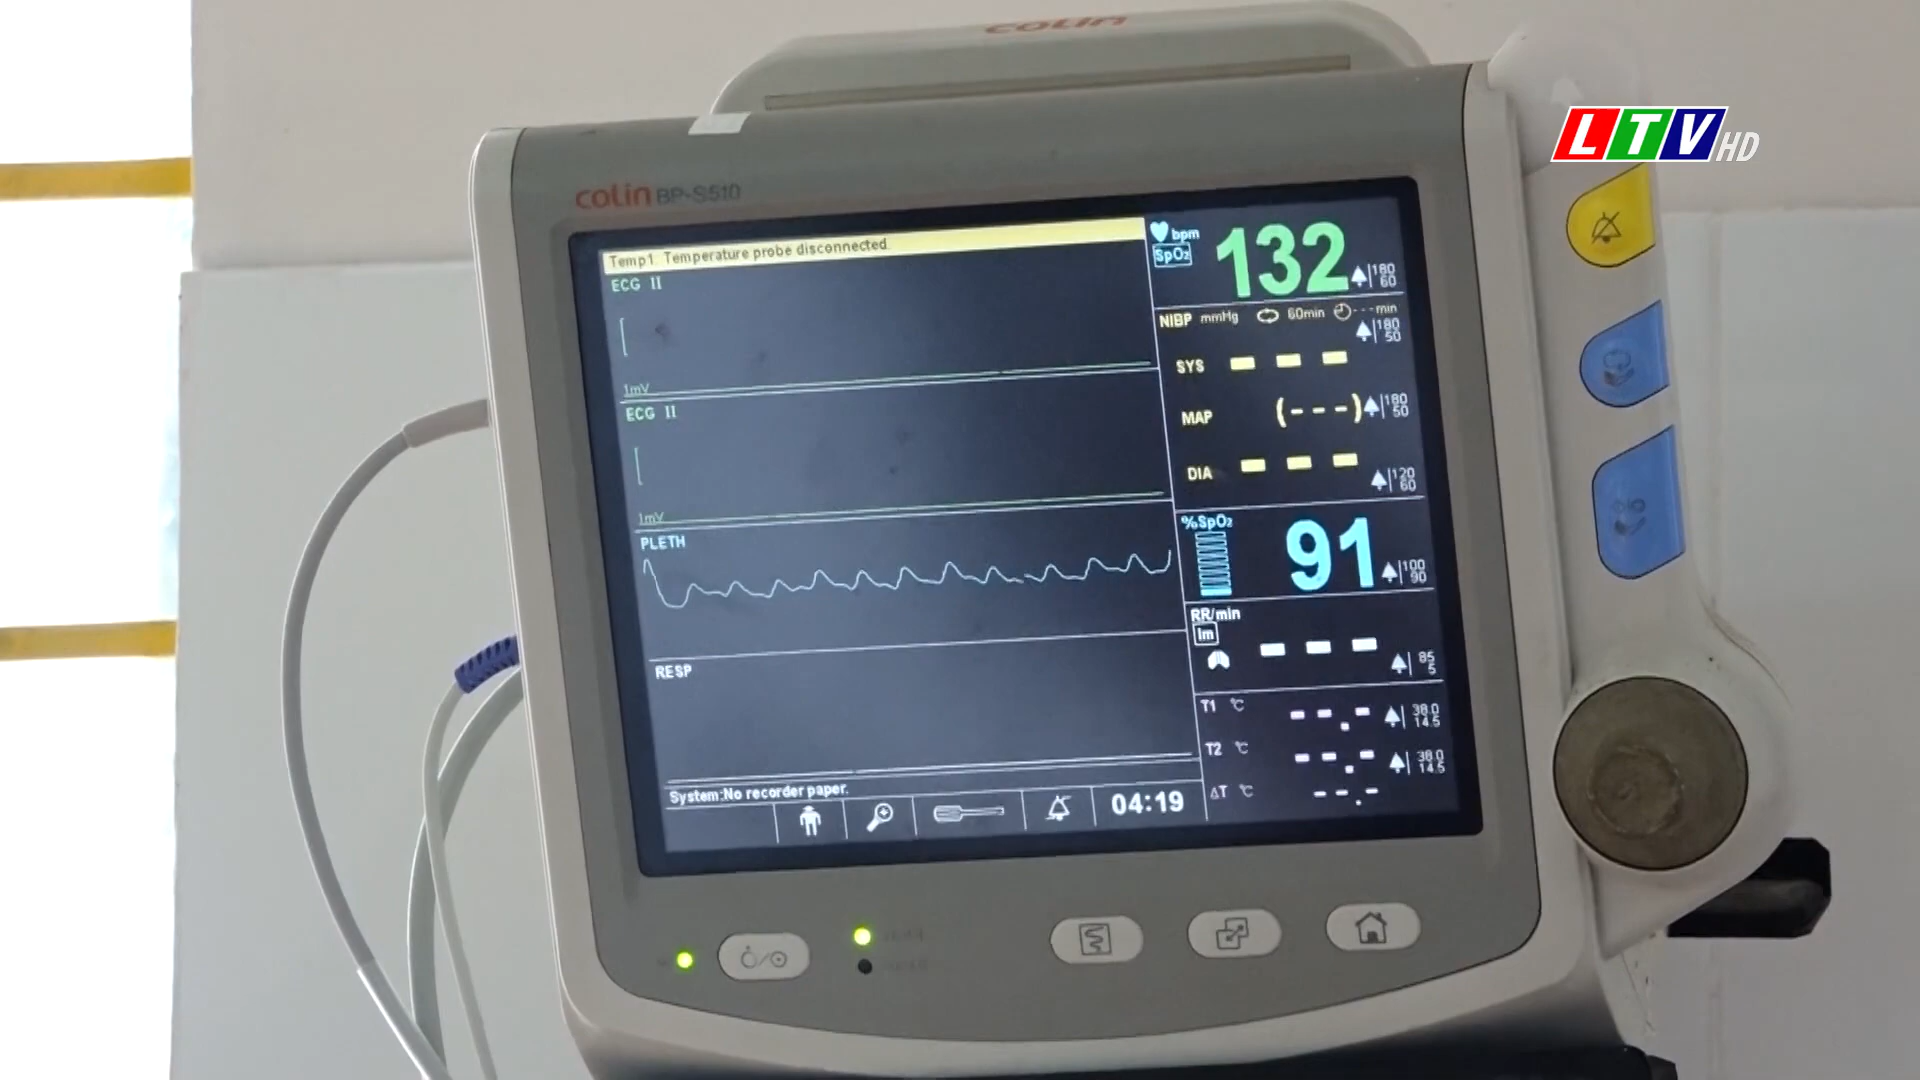 colin
LTV HD
colin BP-S510
Temp1 Temperature probe disconnected.
ECG II
1mV
ECG II
1mV
PLETH
RESP
System:No recorder paper.
04:19
bpm
SpO₂
132
180
60
NIBP mmHg 60min ---min
180
50
SYS --- 
MAP (---)
180
50
DIA ---
120
60
%SpO₂
91
100
90
RR/min
Im
---
85
5
T1 °C --.-
38.0
14.5
T2 °C --.-
38.0
14.5
ΔT °C --.-